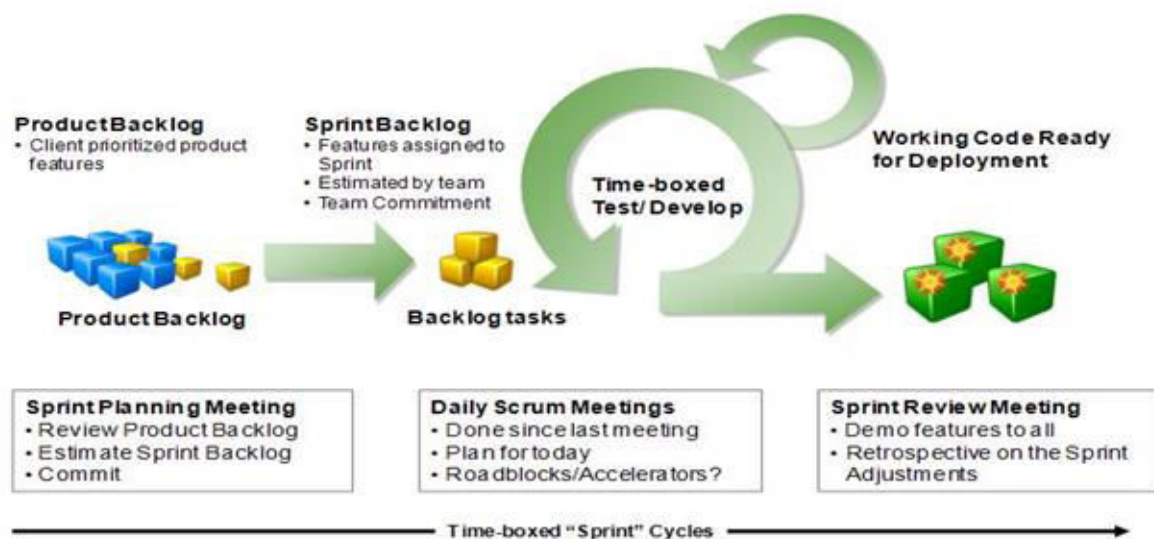 Product Backlog
• Client prioritized product
features
Sprint Backlog
• Features assigned to
Sprint
• Estimated by team
• Team Commitment
Time-boxed
Test/Develop
Working Code Ready
for Deployment
Product Backlog
Backlog tasks
Sprint Planning Meeting
• Review Product Backlog
• Estimate Sprint Backlog
• Commit
Daily Scrum Meetings
• Done since last meeting
• Plan for today
• Roadblocks/Accelerators?
Sprint Review Meeting
• Demo features to all
• Retrospective on the Sprint
Adjustments
Time-boxed “Sprint” Cycles